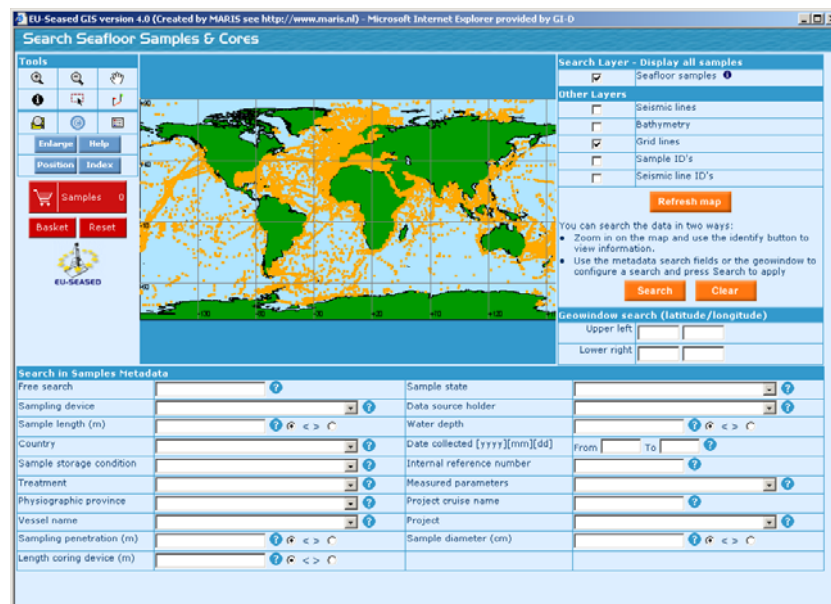 EU-Seased GIS version 4.0 (Created by MARIS see http://www.maris.nl) - Microsoft Internet Explorer provided by GI-D
Search Seafloor Samples & Cores
Tools
Enlarge Help
Position Index
Samples 0
Basket Reset
EU-SEASED
Search Layer - Display all samples
Seafloor samples
Other Layers
Seismic lines
Bathymetry
Grid lines
Sample ID's
Seismic line ID's
Refresh map
You can search the data in two ways:
• Zoom in on the map and use the identify button to
view information.
• Use the metadata search fields or the geowindow to
configure a search and press Search to apply
Search Clear
Geowindow search (latitude/longitude)
Upper left
Lower right
Search in Samples Metadata
Free search ? Sample state ?
Sampling device ? Data source holder ?
Sample length (m) ? < > Water depth ? < >
Country ? Date collected [yyyy][mm][dd] From To ?
Sample storage condition ? Internal reference number ?
Treatment ? Measured parameters ?
Physiographic province ? Project cruise name ?
Vessel name ? Project ?
Sampling penetration (m) ? < > Sample diameter (cm) ? < >
Length coring device (m) ? < >